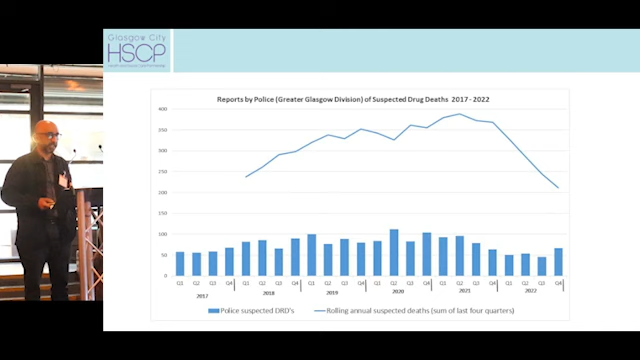 Glasgow City
HSCP
Reports by Police (Greater Glasgow Division) of Suspected Drug Deaths 2017 - 2022
400
350
300
250
200
150
100
50
0
Q1 Q2 Q3 Q4 Q1 Q2 Q3 Q4 Q1 Q2 Q3 Q4 Q1 Q2 Q3 Q4 Q1 Q2 Q3 Q4 Q1 Q2 Q3 Q4
2017 2018 2019 2020 2021 2022
Police suspected DRD's Rolling annual suspected deaths (sum of last four quarters)